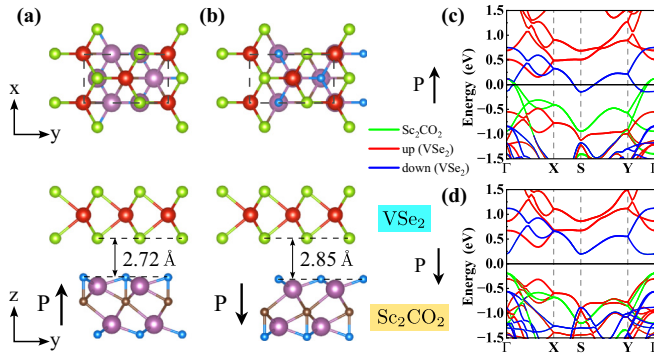 (a)
(b)
(c)
x
y
P
Sc₂CO₂
up (VSe₂)
down (VSe₂)
Energy (eV)
1.5
1.0
0.5
0
−0.5
−1.0
−1.5
Γ X S Y Γ
2.72 Å
2.85 Å
VSe₂
P
Sc₂CO₂
z
y
P
P
(d)
Energy (eV)
1.5
1.0
0.5
0
−0.5
−1.0
−1.5
Γ X S Y Γ